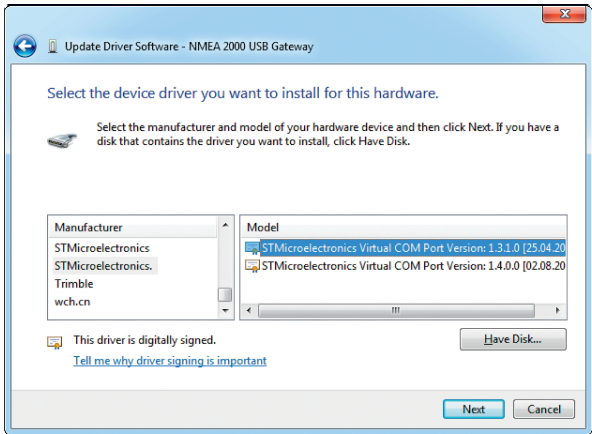 Update Driver Software - NMEA 2000 USB Gateway
Select the device driver you want to install for this hardware.
Select the manufacturer and model of your hardware device and then click Next. If you have a
disk that contains the driver you want to install, click Have Disk.
Manufacturer
STMicroelectronics
STMicroelectronics.
Trimble
wch.cn
Model
STMicroelectronics Virtual COM Port Version: 1.3.1.0 [25.04.20
STMicroelectronics Virtual COM Port Version: 1.4.0.0 [02.08.20
This driver is digitally signed.
Tell me why driver signing is important
Have Disk...
Next
Cancel